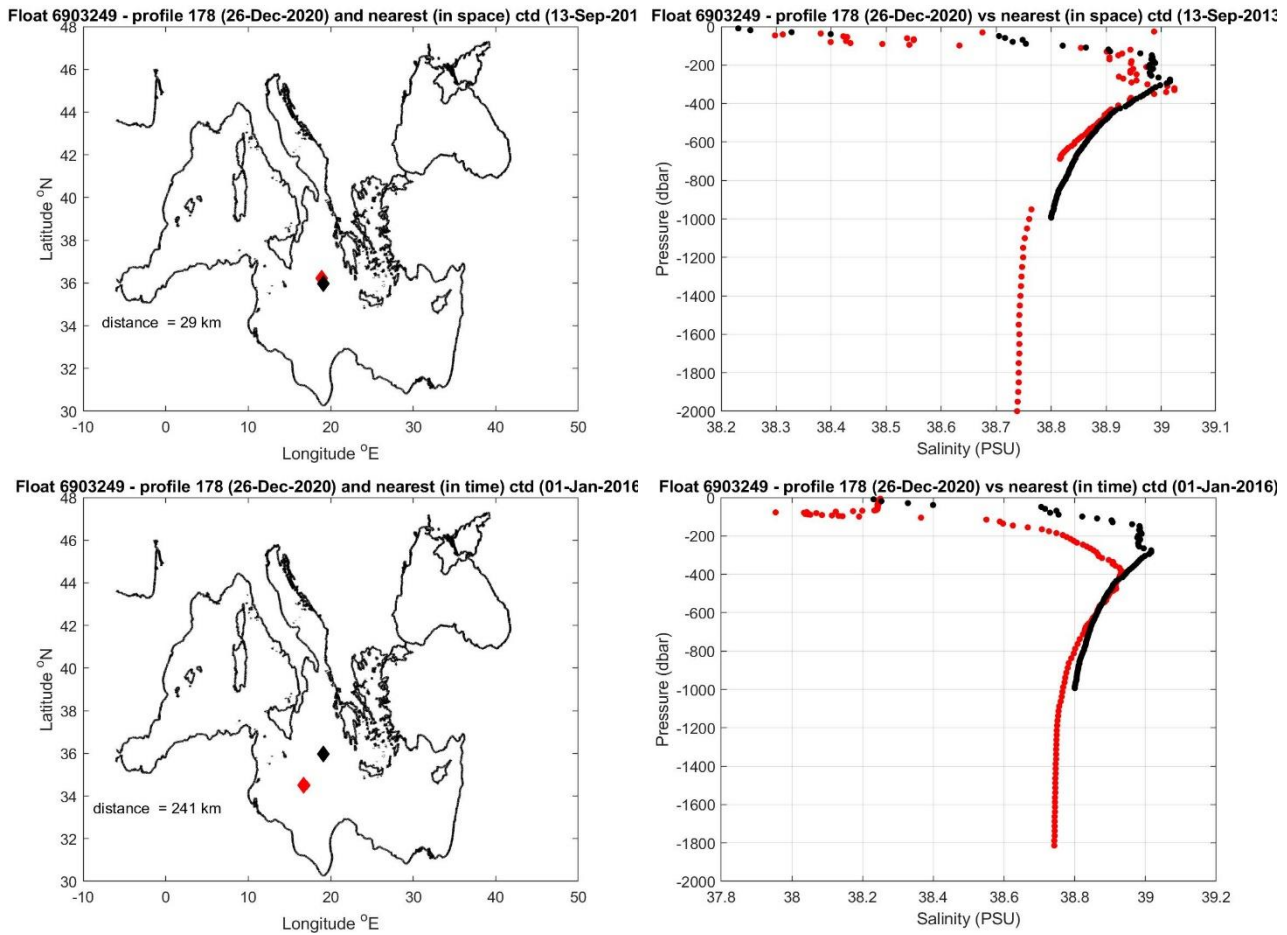 Float 6903249 - profile 178 (26-Dec-2020) and nearest (in space) ctd (13-Sep-201
48
46
44
42
40
38
36
34
32
30
Latitude °N
distance = 29 km
-10 0 10 20 30 40 50
Longitude °E
Float 6903249 - profile 178 (26-Dec-2020) vs nearest (in space) ctd (13-Sep-2013
0
-200
-400
-600
-800
-1000
-1200
-1400
-1600
-1800
-2000
Pressure (dbar)
38.2 38.3 38.4 38.5 38.6 38.7 38.8 38.9 39 39.1
Salinity (PSU)
Float 6903249 - profile 178 (26-Dec-2020) and nearest (in time) ctd (01-Jan-2016
48
46
44
42
40
38
36
34
32
30
Latitude °N
distance = 241 km
-10 0 10 20 30 40 50
Longitude °E
Float 6903249 - profile 178 (26-Dec-2020) vs nearest (in time) ctd (01-Jan-2016)
0
-200
-400
-600
-800
-1000
-1200
-1400
-1600
-1800
-2000
Pressure (dbar)
37.8 38 38.2 38.4 38.6 38.8 39 39.2
Salinity (PSU)